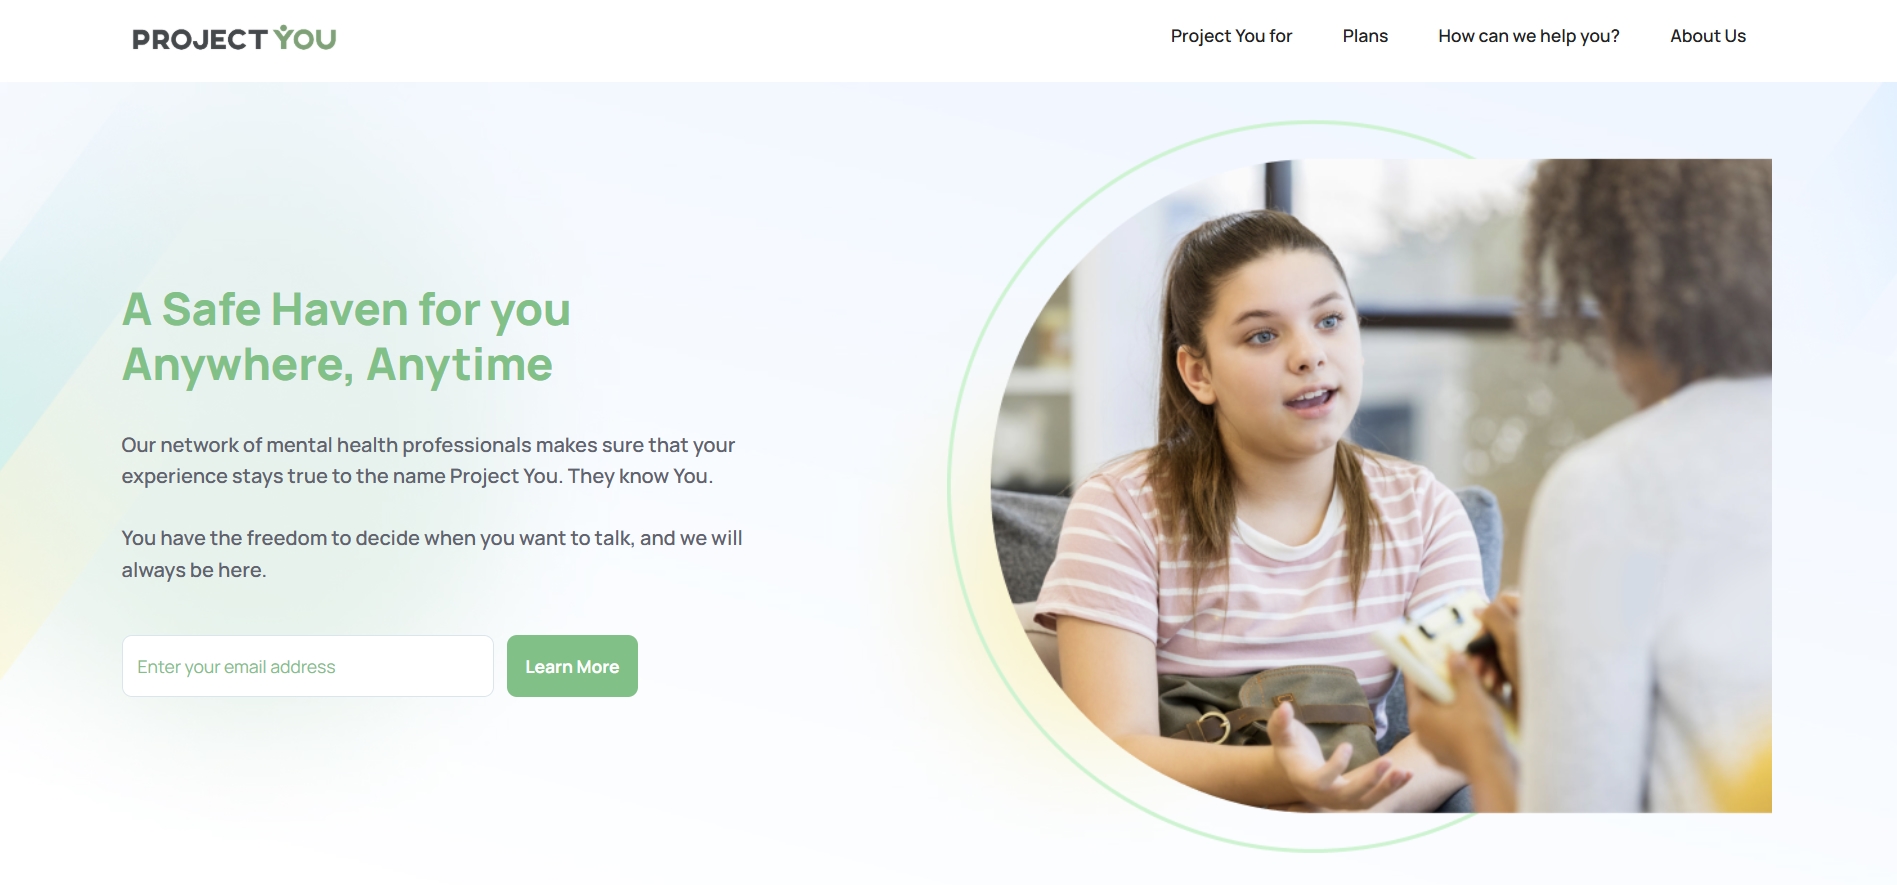 PROJECT YOU
Project You for
Plans
How can we help you?
About Us
A Safe Haven for you
Anywhere, Anytime
Our network of mental health professionals makes sure that your
experience stays true to the name Project You. They know You.
You have the freedom to decide when you want to talk, and we will
always be here.
Enter your email address
Learn More